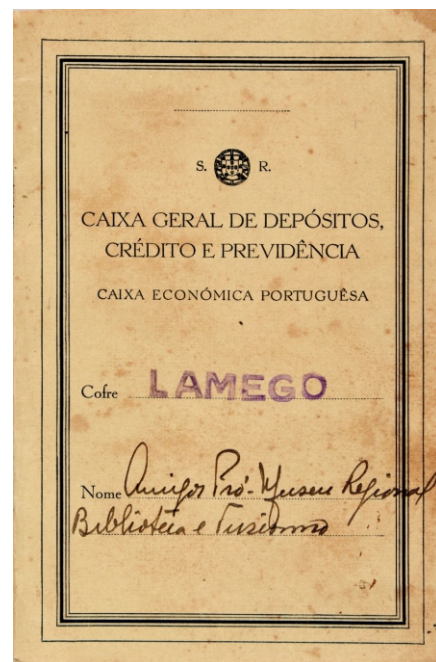 S. R.
CAIXA GERAL DE DEPÓSITOS,
CRÉDITO E PREVIDÊNCIA
CAIXA ECONÓMICA PORTUGUÊSA
Cofre LAMEGO
Nome Amigos Pró-Museu Regional
Biblioteca e Turismo